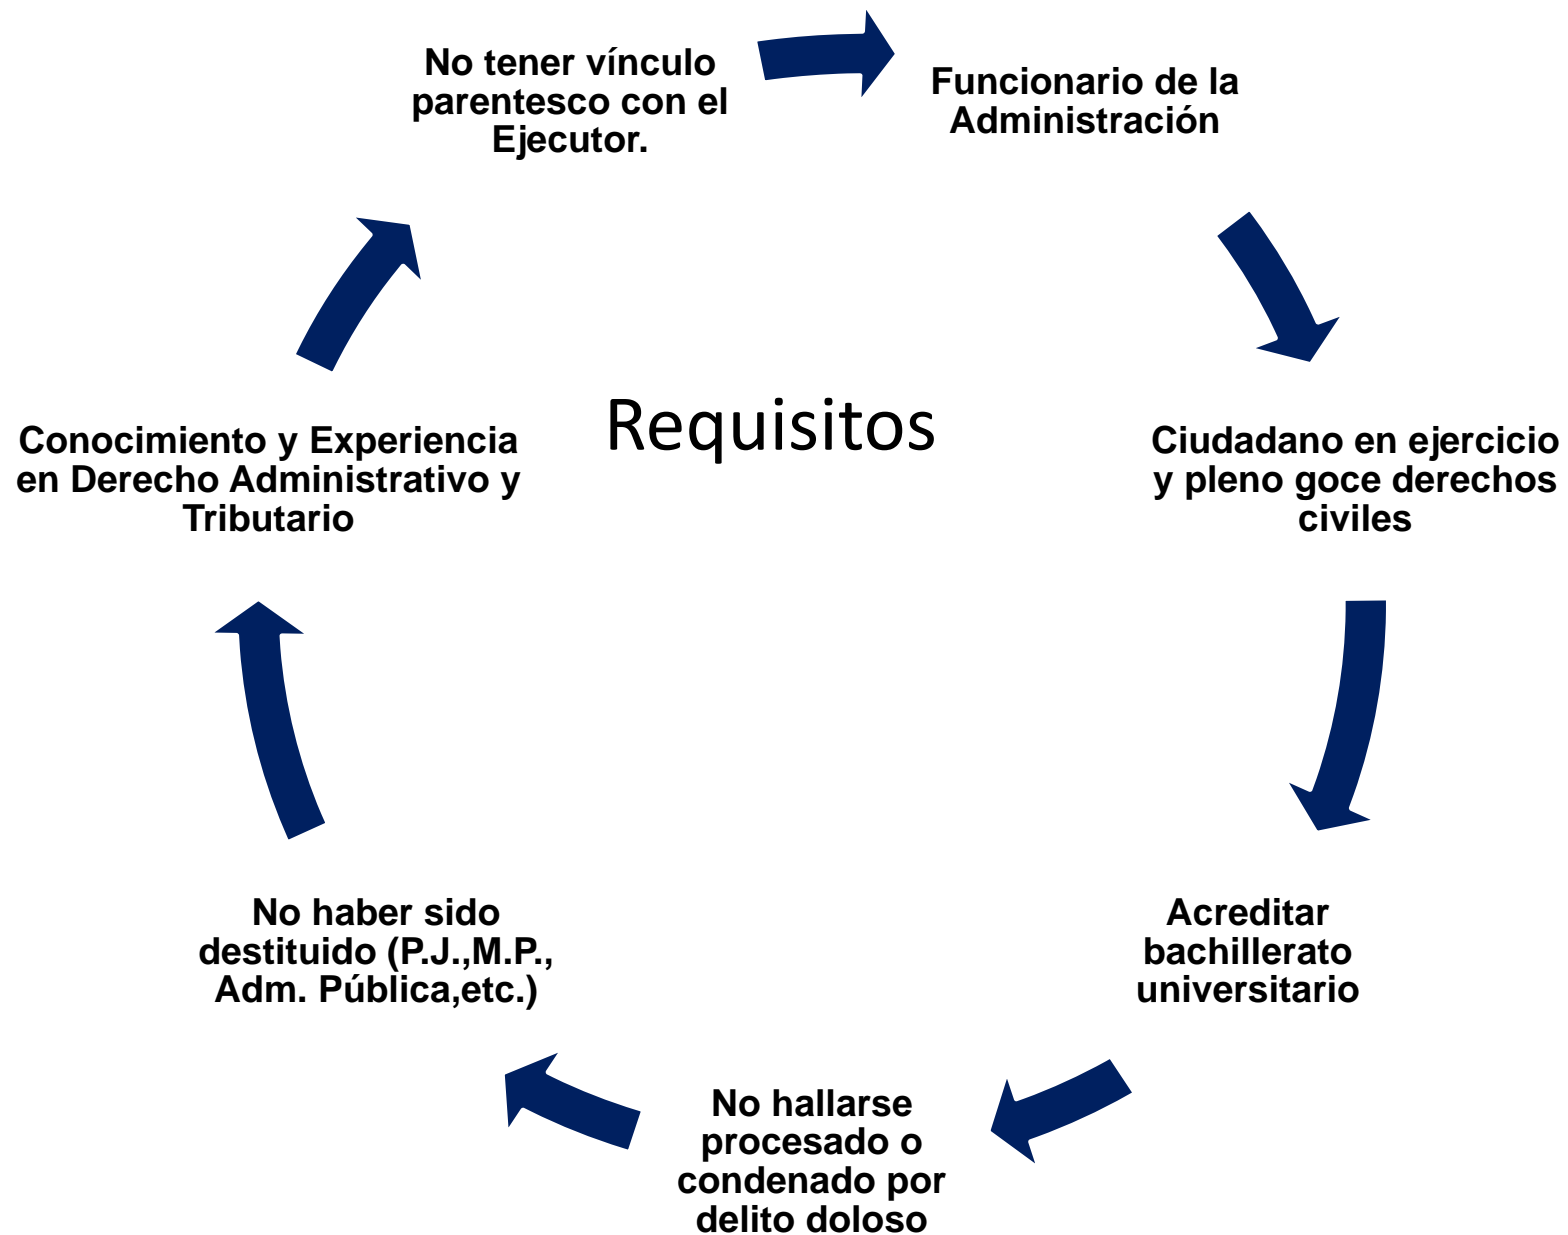 Requisitos
Funcionario de la
Administración
Ciudadano en ejercicio
y pleno goce derechos
civiles
Acreditar
bachillerato
universitario
No hallarse
procesado o
condenado por
delito doloso
No haber sido
destituido (P.J.,M.P.,
Adm. Pública,etc.)
Conocimiento y Experiencia
en Derecho Administrativo y
Tributario
No tener vínculo
parentesco con el
Ejecutor.